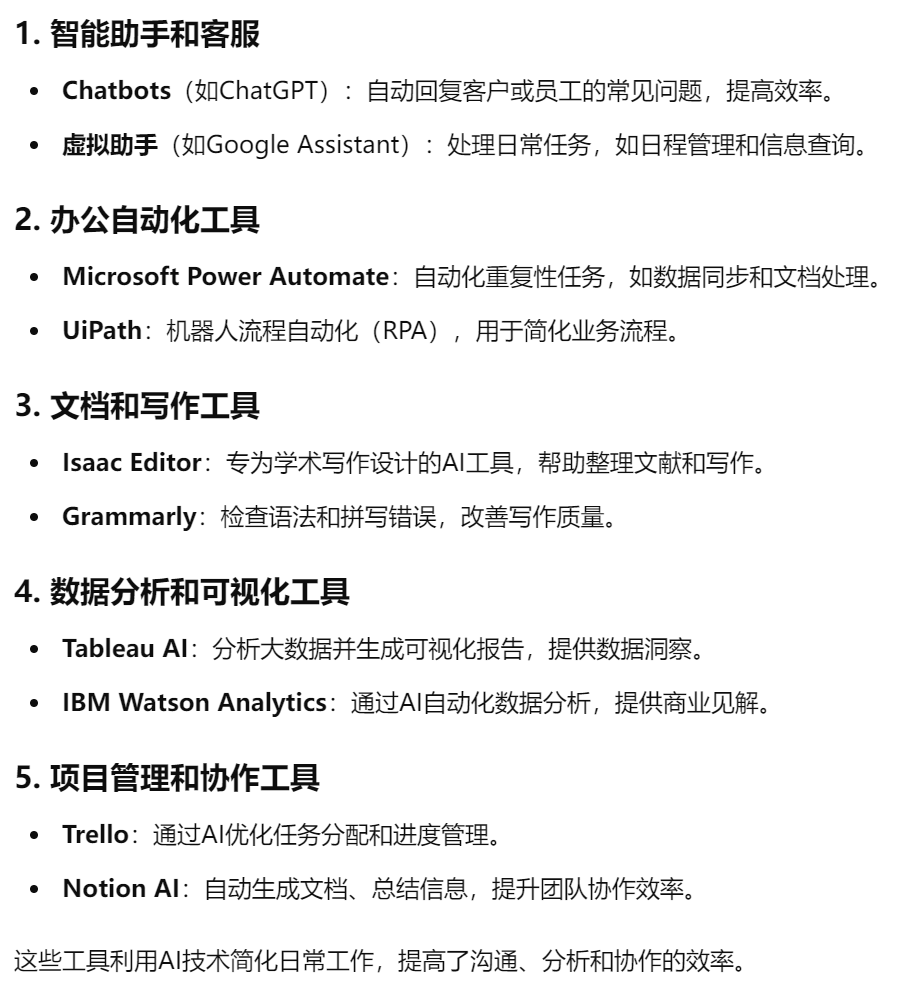 1. 智能助手和客服
• Chatbots（如ChatGPT）：自动回复客户或员工的常见问题，提高效率。
• 虚拟助手（如Google Assistant）：处理日常任务，如日程管理和信息查询。
2. 办公自动化工具
• Microsoft Power Automate：自动化重复性任务，如数据同步和文档处理。
• UiPath：机器人流程自动化（RPA），用于简化业务流程。
3. 文档和写作工具
• Isaac Editor：专为学术写作设计的AI工具，帮助整理文献和写作。
• Grammarly：检查语法和拼写错误，改善写作质量。
4. 数据分析和可视化工具
• Tableau AI：分析大数据并生成可视化报告，提供数据洞察。
• IBM Watson Analytics：通过AI自动化数据分析，提供商业见解。
5. 项目管理和协作工具
• Trello：通过AI优化任务分配和进度管理。
• Notion AI：自动生成文档、总结信息，提升团队协作效率。
这些工具利用AI技术简化日常工作，提高了沟通、分析和协作的效率。